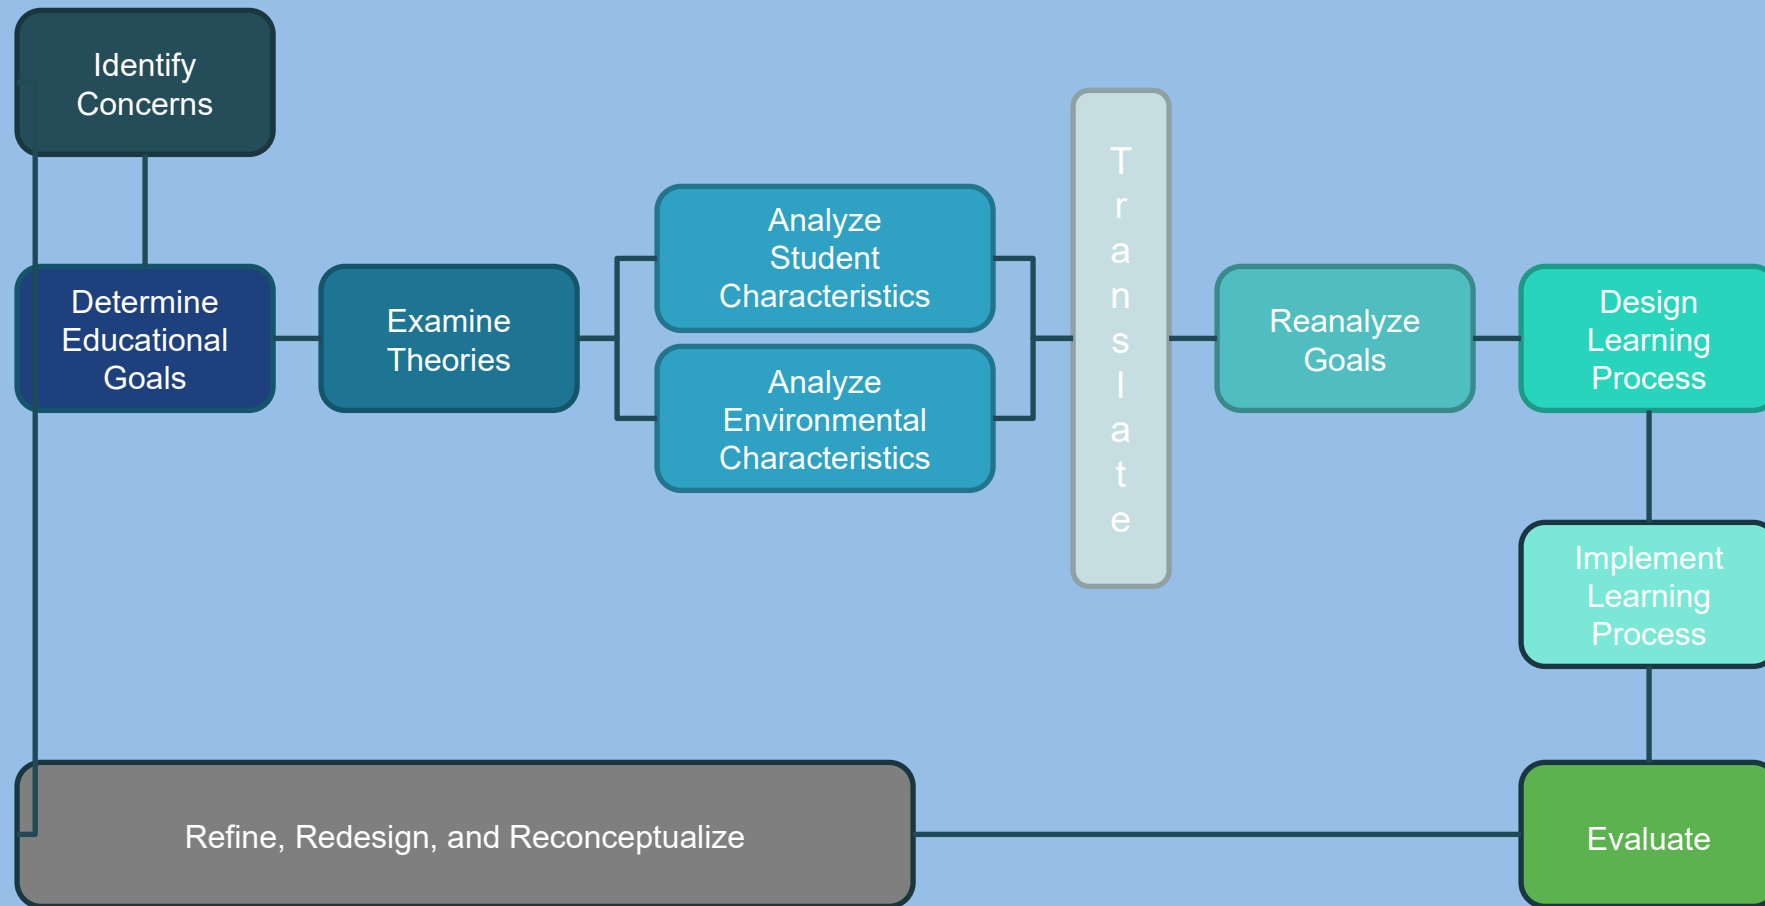 Identify
Concerns
Determine
Educational
Goals
Examine
Theories
Analyze
Student
Characteristics
Analyze
Environmental
Characteristics
Translate
Reanalyze
Goals
Design
Learning
Process
Implement
Learning
Process
Refine, Redesign, and Reconceptualize
Evaluate